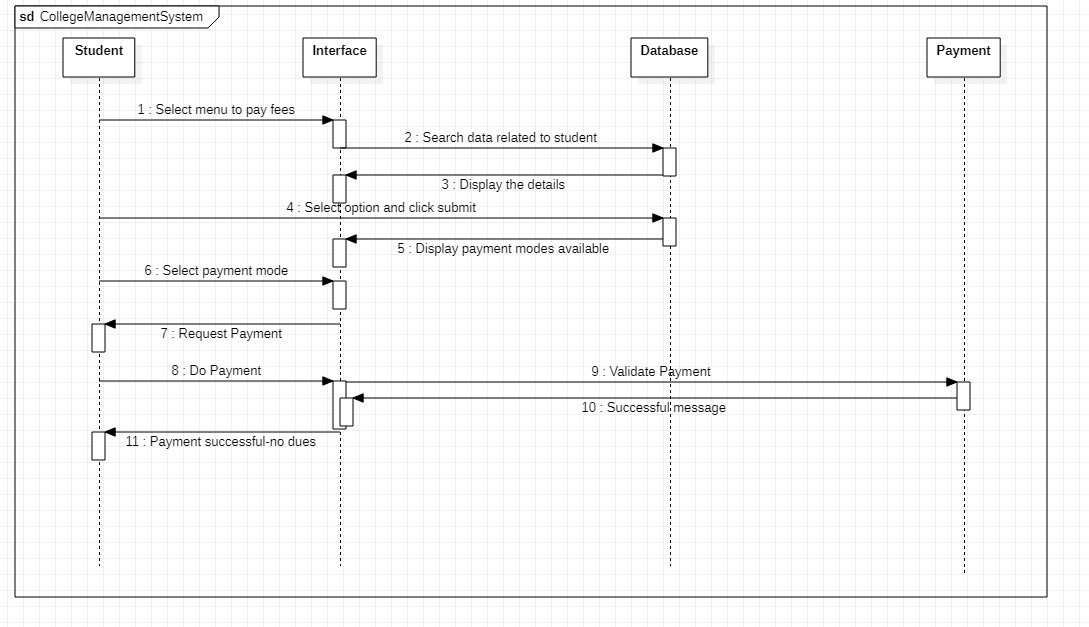 sd CollegeManagementSystem
Student
Interface
Database
Payment
1 : Select menu to pay fees
2 : Search data related to student
3 : Display the details
4 : Select option and click submit
5 : Display payment modes available
6 : Select payment mode
7 : Request Payment
8 : Do Payment
9 : Validate Payment
10 : Successful message
11 : Payment successful-no dues